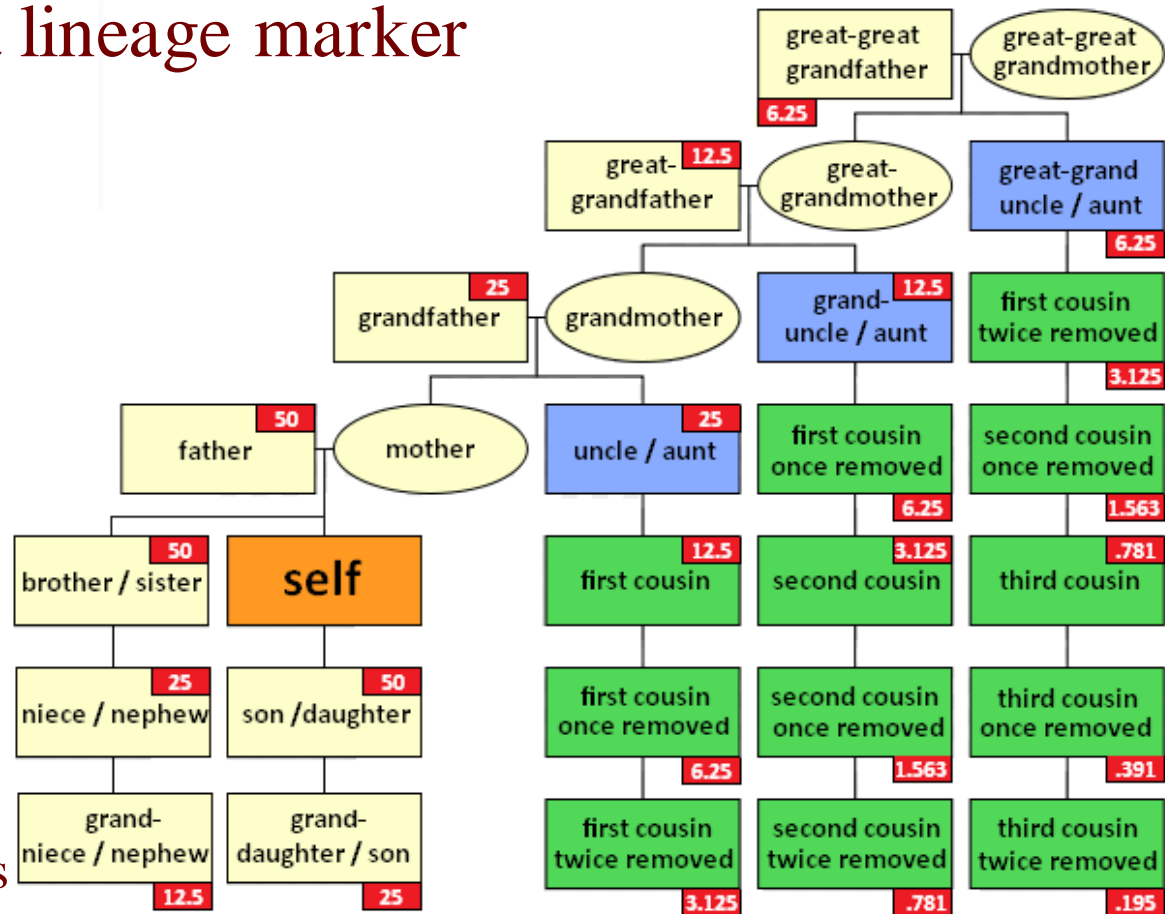 lineage marker
great-great
grandfather
6.25
great-great
grandmother
great-
grandfather
12.5
great-
grandmother
great-grand
uncle / aunt
6.25
grandfather
25
grandmother
grand-
uncle / aunt
12.5
first cousin
twice removed
3.125
father
50
mother
uncle / aunt
25
first cousin
once removed
6.25
second cousin
once removed
1.563
brother / sister
50
self
first cousin
12.5
second cousin
3.125
third cousin
.781
niece / nephew
25
son /daughter
50
first cousin
once removed
6.25
second cousin
once removed
1.563
third cousin
once removed
.391
s
grand-
niece / nephew
12.5
grand-
daughter / son
25
first cousin
twice removed
3.125
second cousin
twice removed
.781
third cousin
twice removed
.195